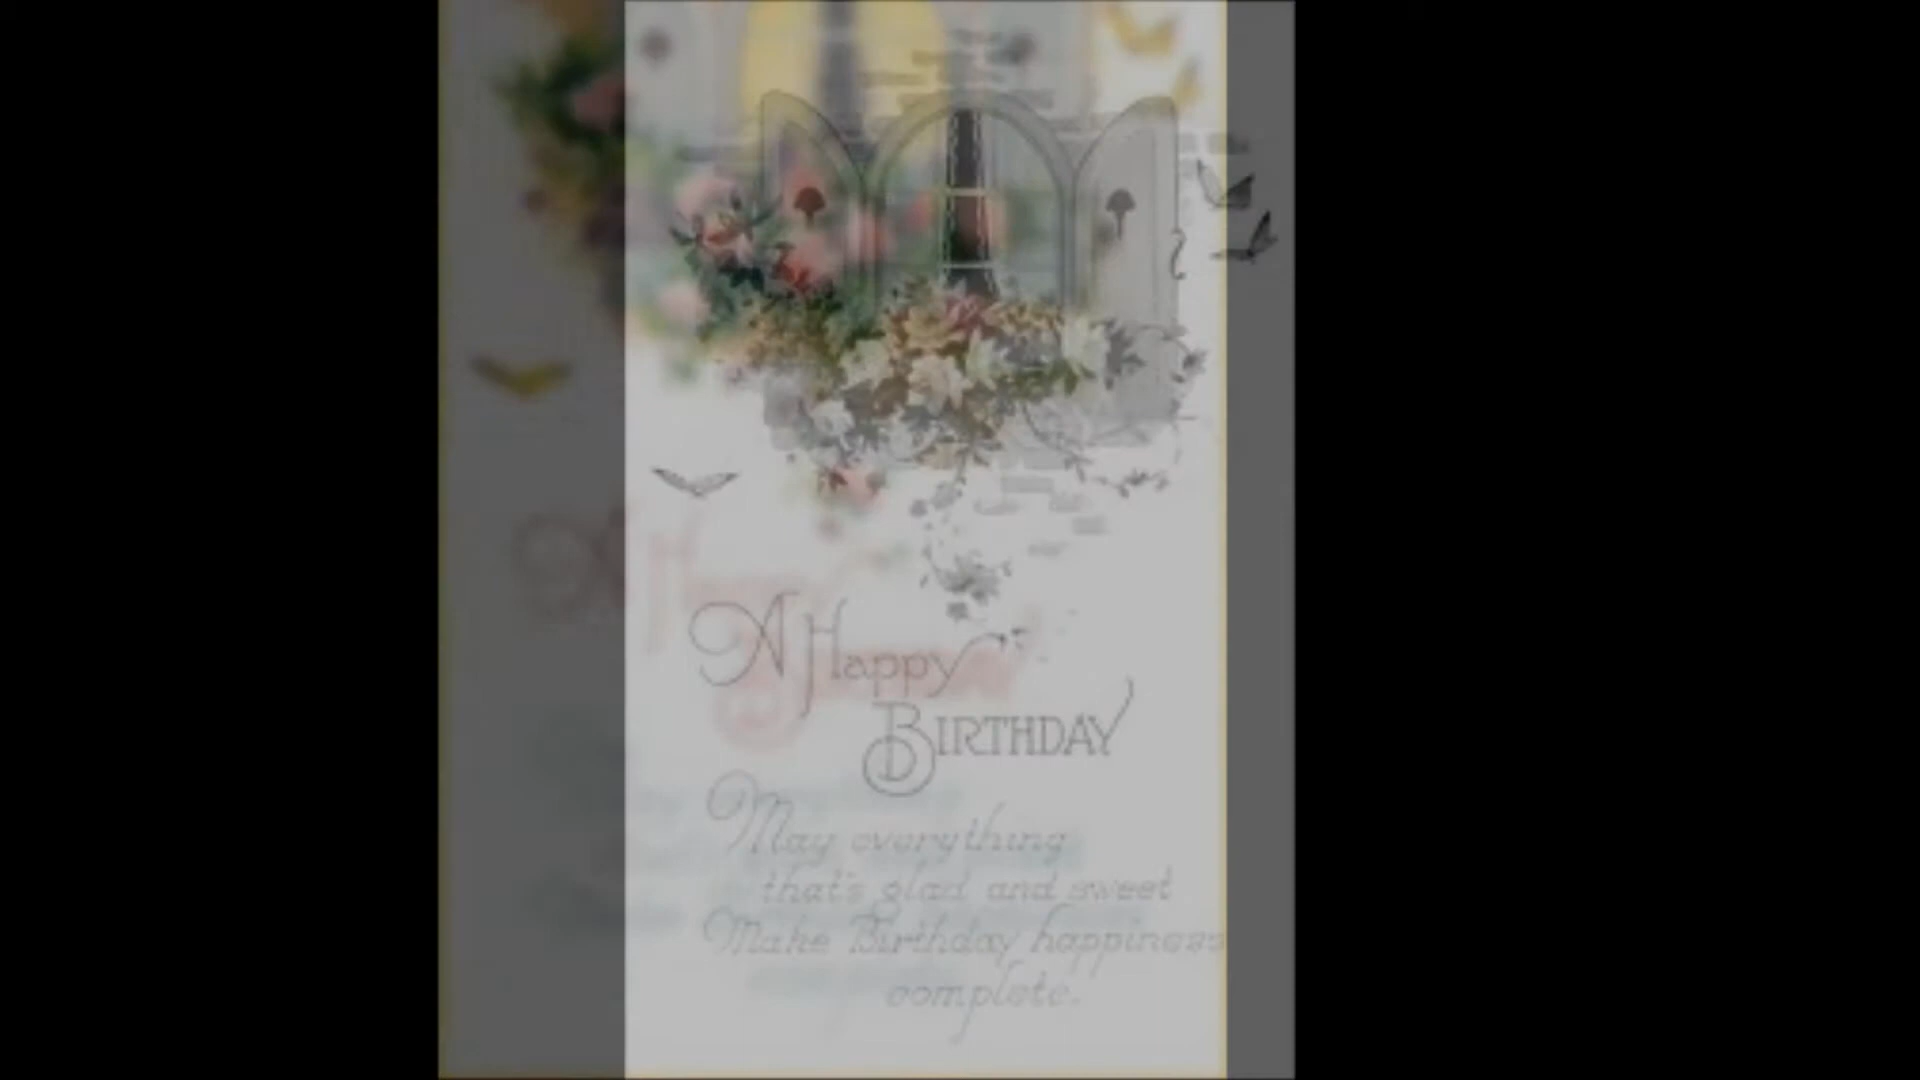 A Happy
BIRTHDAY
May everything
that's glad and sweet
Make Birthday happiness
complete.